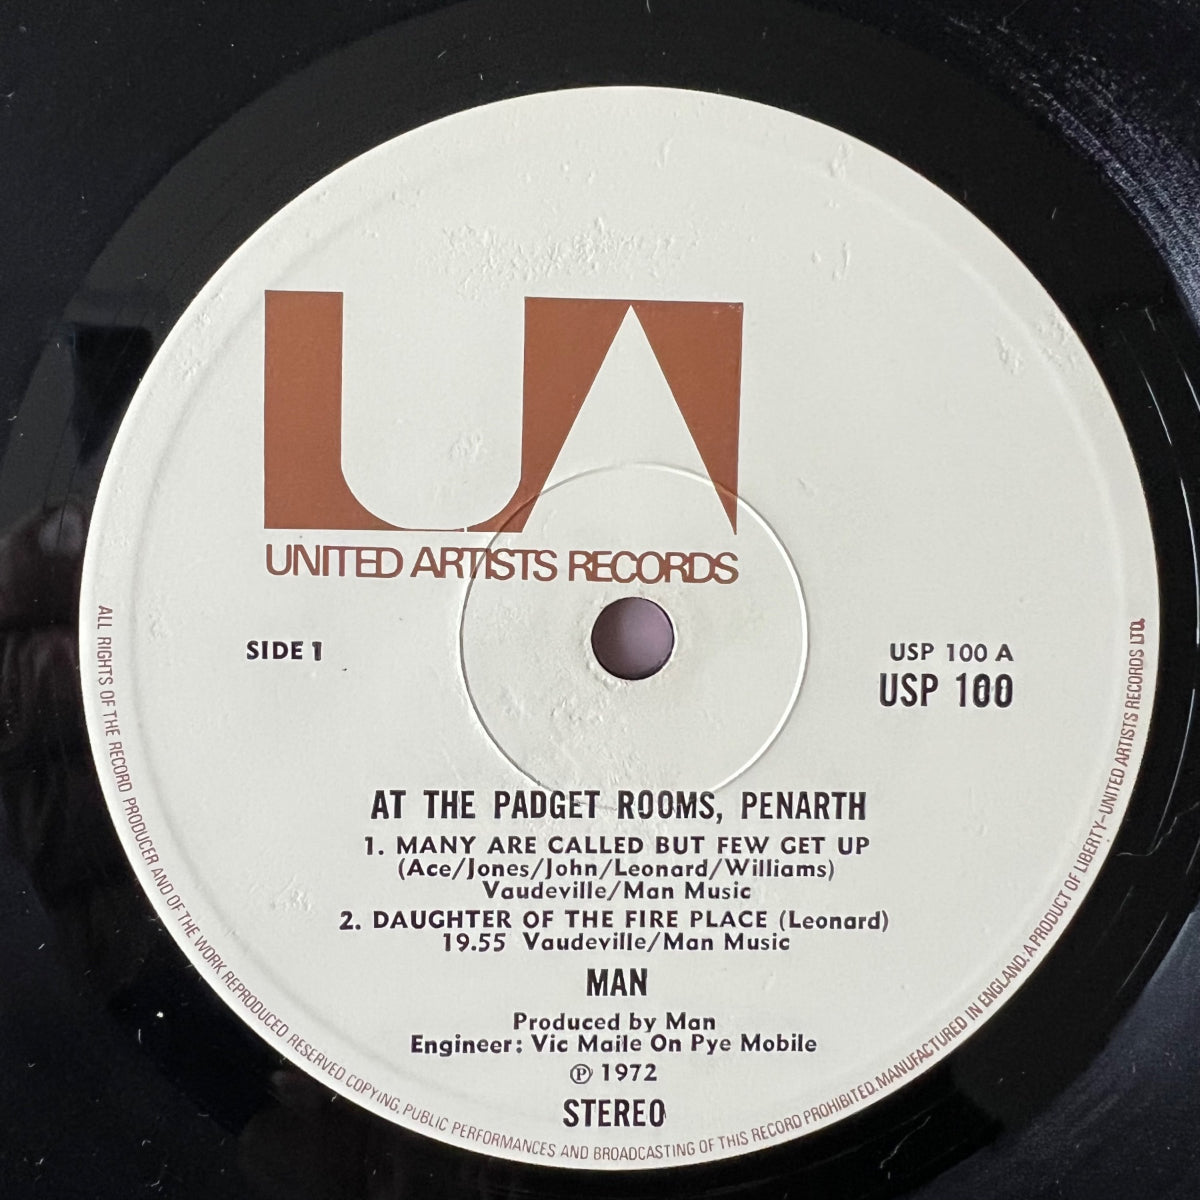 UA
UNITED ARTISTS RECORDS
SIDE 1
USP 100 A
USP 100
AT THE PADGET ROOMS, PENARTH
1. MANY ARE CALLED BUT FEW GET UP
(Ace/Jones/John/Leonard/Williams)
Vaudeville/Man Music
2. DAUGHTER OF THE FIRE PLACE (Leonard)
19.55 Vaudeville/Man Music
MAN
Produced by Man
Engineer: Vic Maile On Pye Mobile
℗ 1972
STEREO
ALL RIGHTS OF THE RECORD PRODUCER AND OF THE WORK REPRODUCED RESERVED COPYING, PUBLIC PERFORMANCES AND BROADCASTING OF THIS RECORD PROHIBITED. MANUFACTURED IN ENGLAND. A PRODUCT OF LIBERTY–UNITED ARTISTS RECORDS LTD.